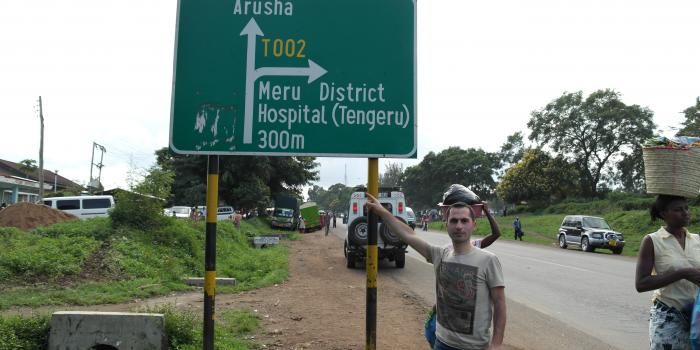 Arusha
T002
Meru District
Hospital (Tengeru)
300m